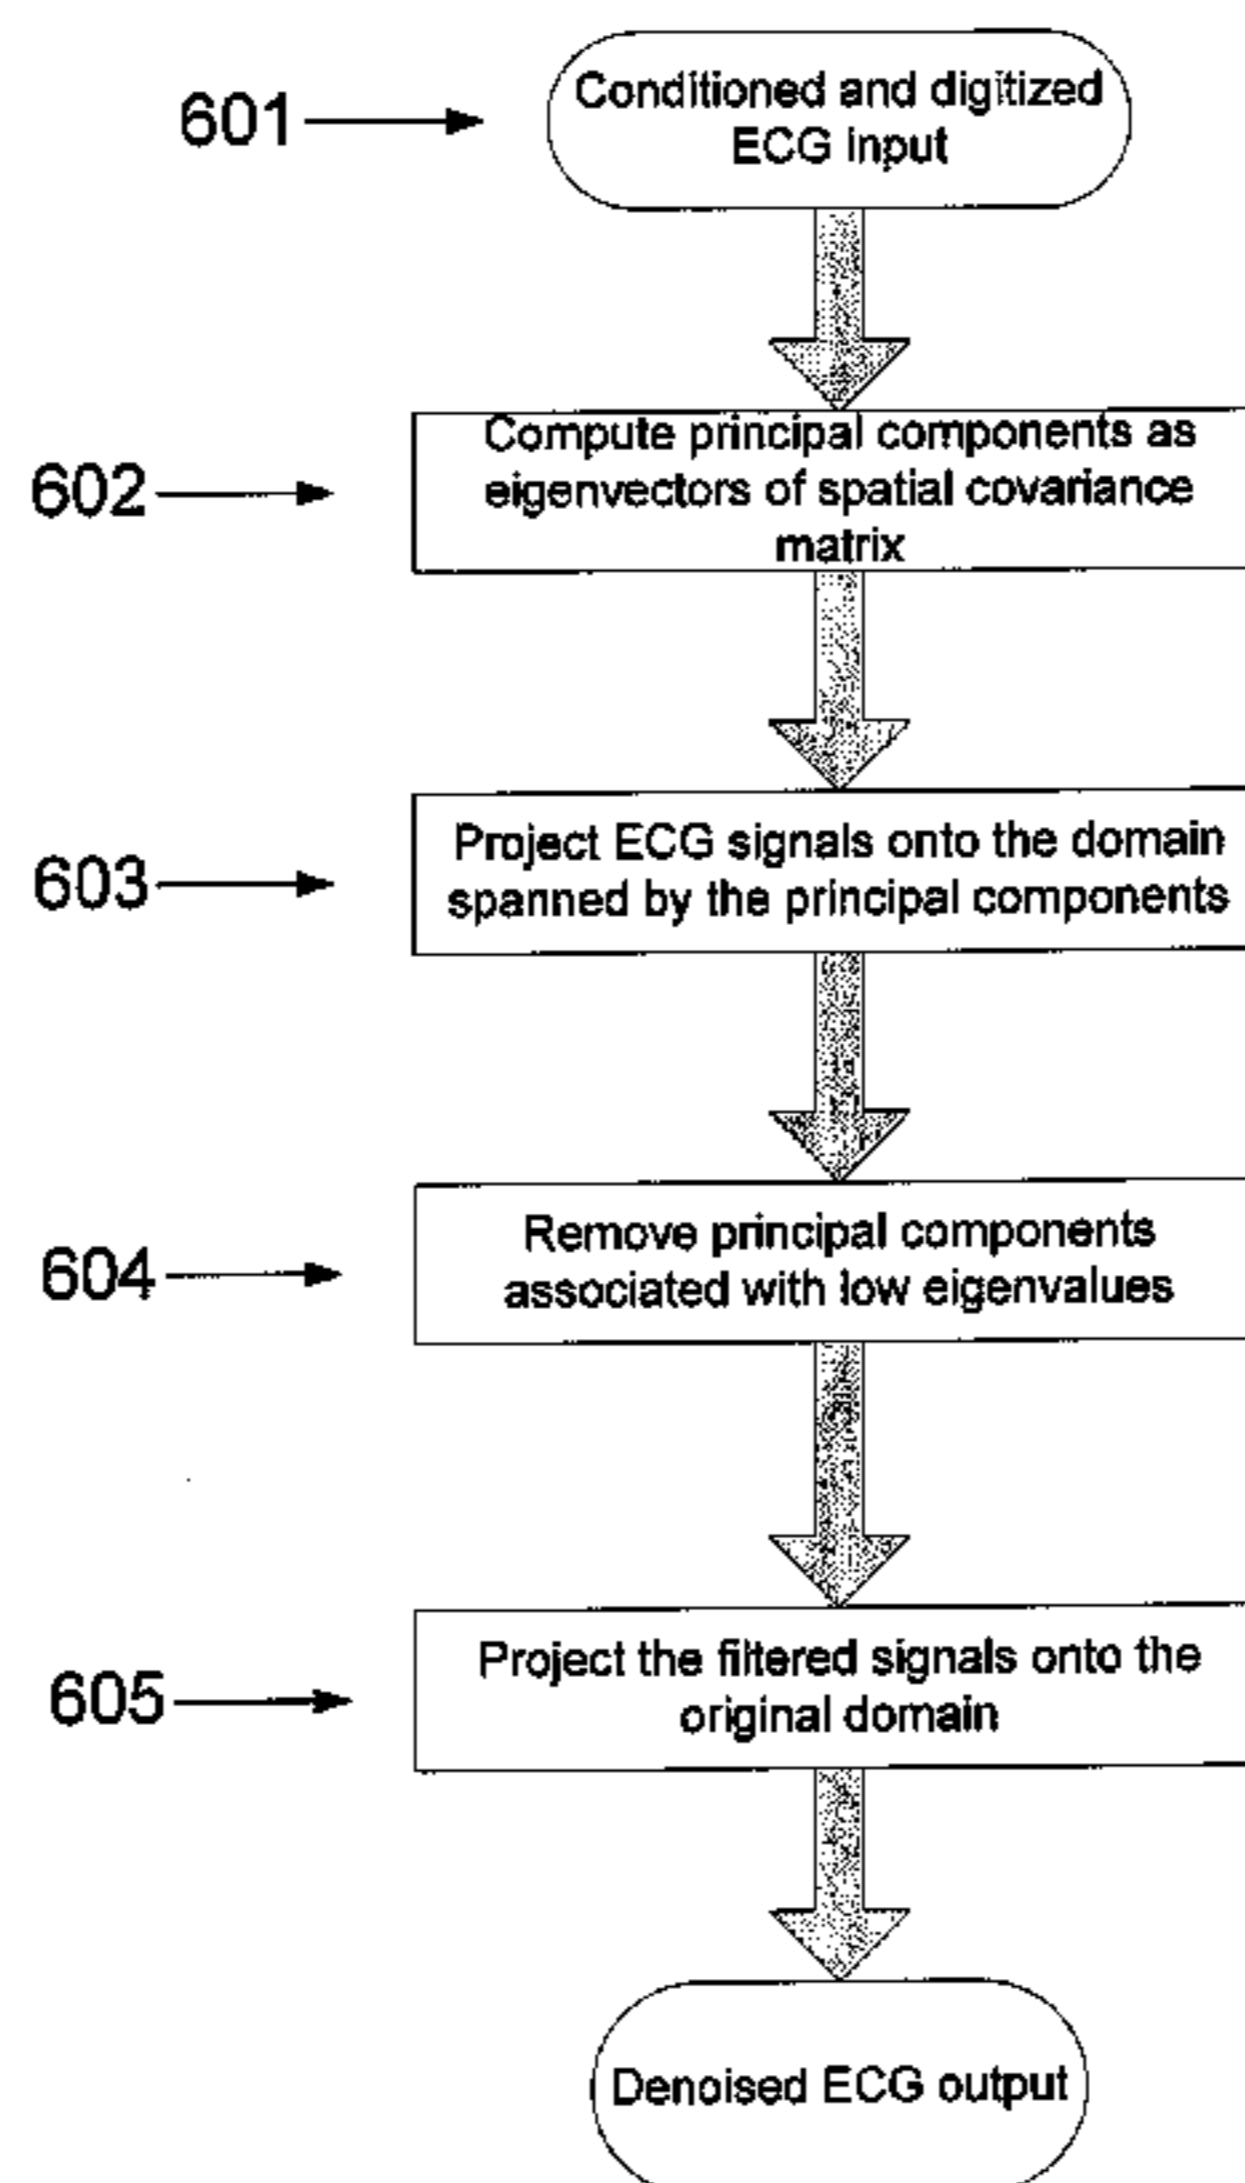 601
Conditioned and digitized
ECG input
602
Compute principal components as
eigenvectors of spatial covariance
matrix
603
Project ECG signals onto the domain
spanned by the principal components
604
Remove principal components
associated with low eigenvalues
605
Project the filtered signals onto the
original domain
Denoised ECG output